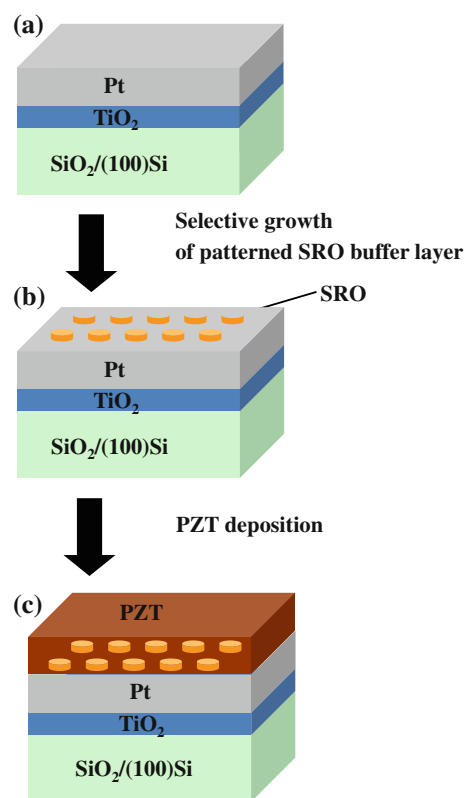 (a)
Pt
TiO₂
SiO₂/(100)Si
Selective growth
of patterned SRO buffer layer
(b)
SRO
Pt
TiO₂
SiO₂/(100)Si
PZT deposition
(c)
PZT
Pt
TiO₂
SiO₂/(100)Si